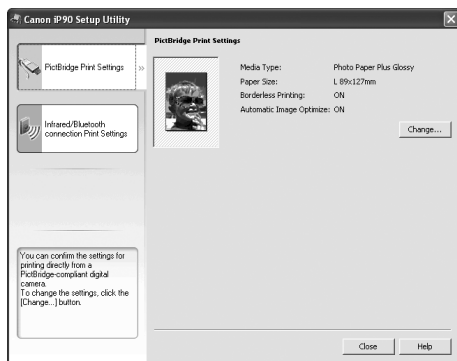 Canon iP90 Setup Utility
PictBridge Print Settings
Infrared/Bluetooth
connection Print Settings
You can confirm the settings for
printing directly from a
PictBridge-compliant digital
camera.
To change the settings, click the
[Change...] button.
PictBridge Print Settings
Media Type: Photo Paper Plus Glossy
Paper Size: L 89x127mm
Borderless Printing: ON
Automatic Image Optimize: ON
Change...
Close Help